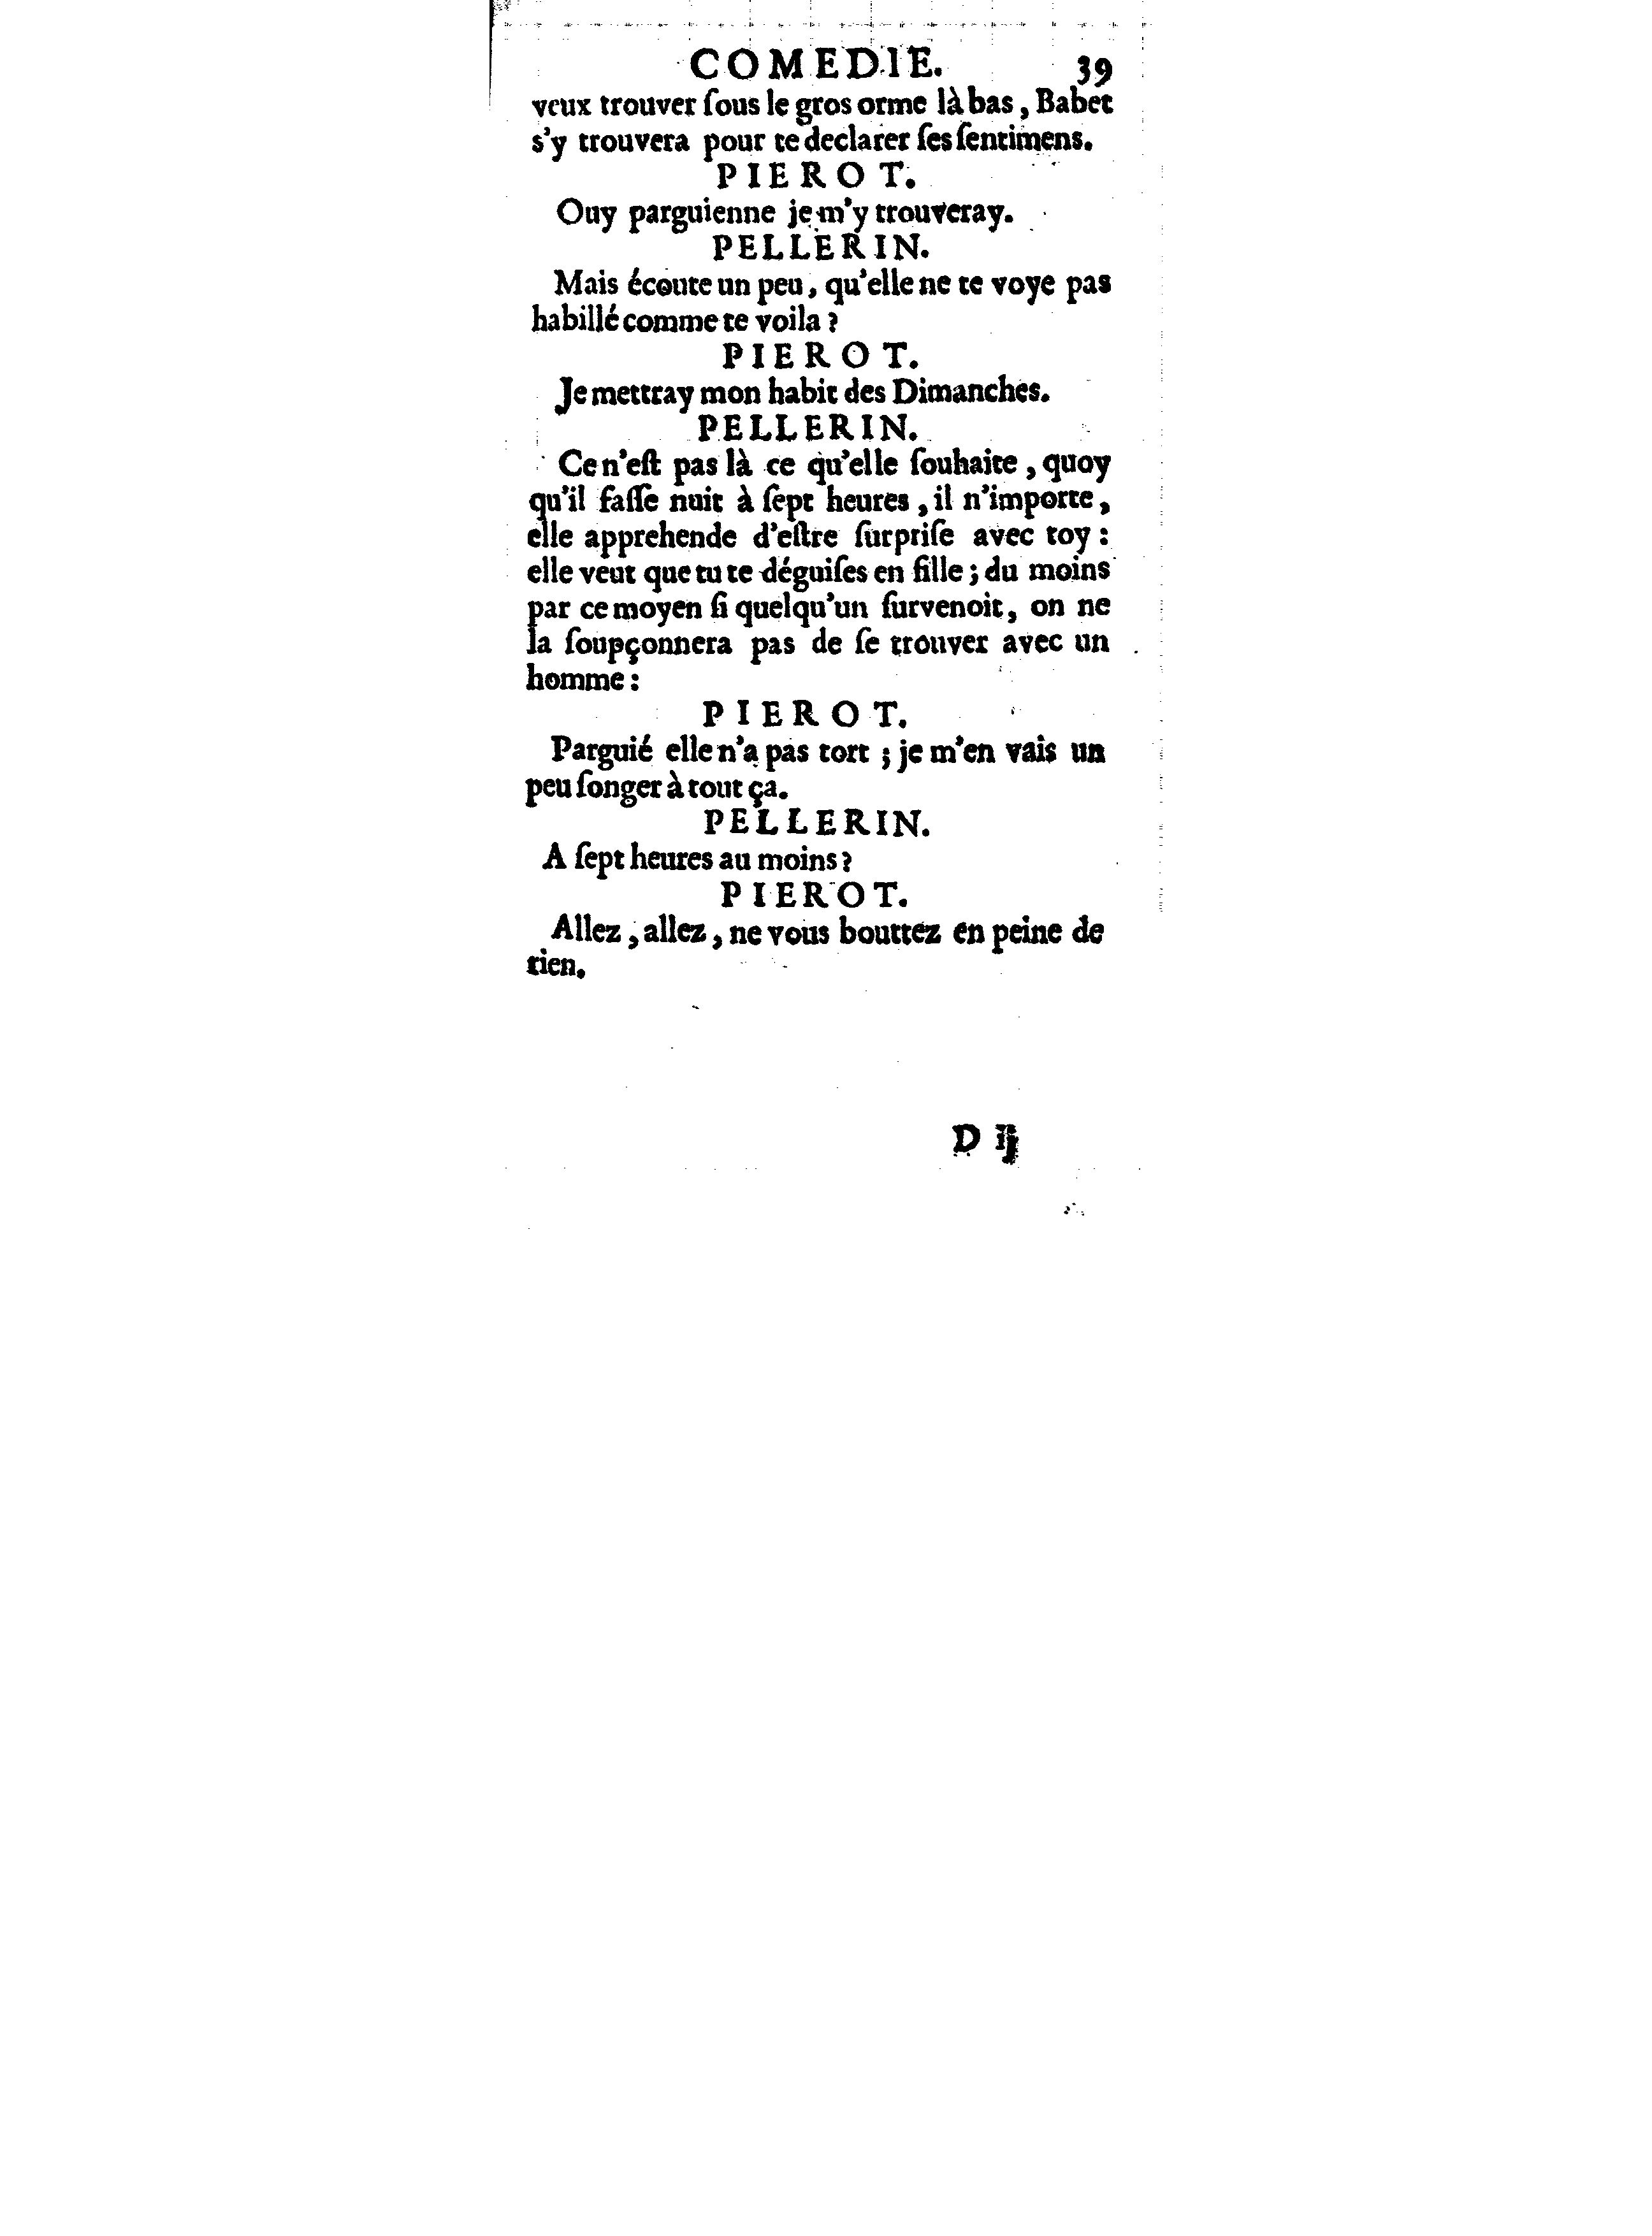 COMEDIE. 39
veux trouver ſous le gros orme là bas, Babet
s'y trouvera pour te declarer ſes ſentimens.
PIEROT.
Ouy parguienne je m'y trouveray.
PELLERIN.
Mais écoute un peu, qu'elle ne te voye pas
habillé comme te voila?
PIEROT.
Je mettray mon habit des Dimanches.
PELLERIN.
Ce n'eſt pas là ce qu'elle ſouhaite, quoy
qu'il faſſe nuit à ſept heures, il n'importe,
elle apprehende d'eſtre ſurpriſe avec toy:
elle veut que tu te déguiſes en fille; du moins
par ce moyen ſi quelqu'un ſurvenoit, on ne
la ſoupçonnera pas de ſe trouver avec un
homme:
PIEROT.
Parguié elle n'a pas tort; je m'en vais un
peu ſonger à tout ça.
PELLERIN.
A ſept heures au moins?
PIEROT.
Allez, allez, ne vous bouttez en peine de
rien.
D ij